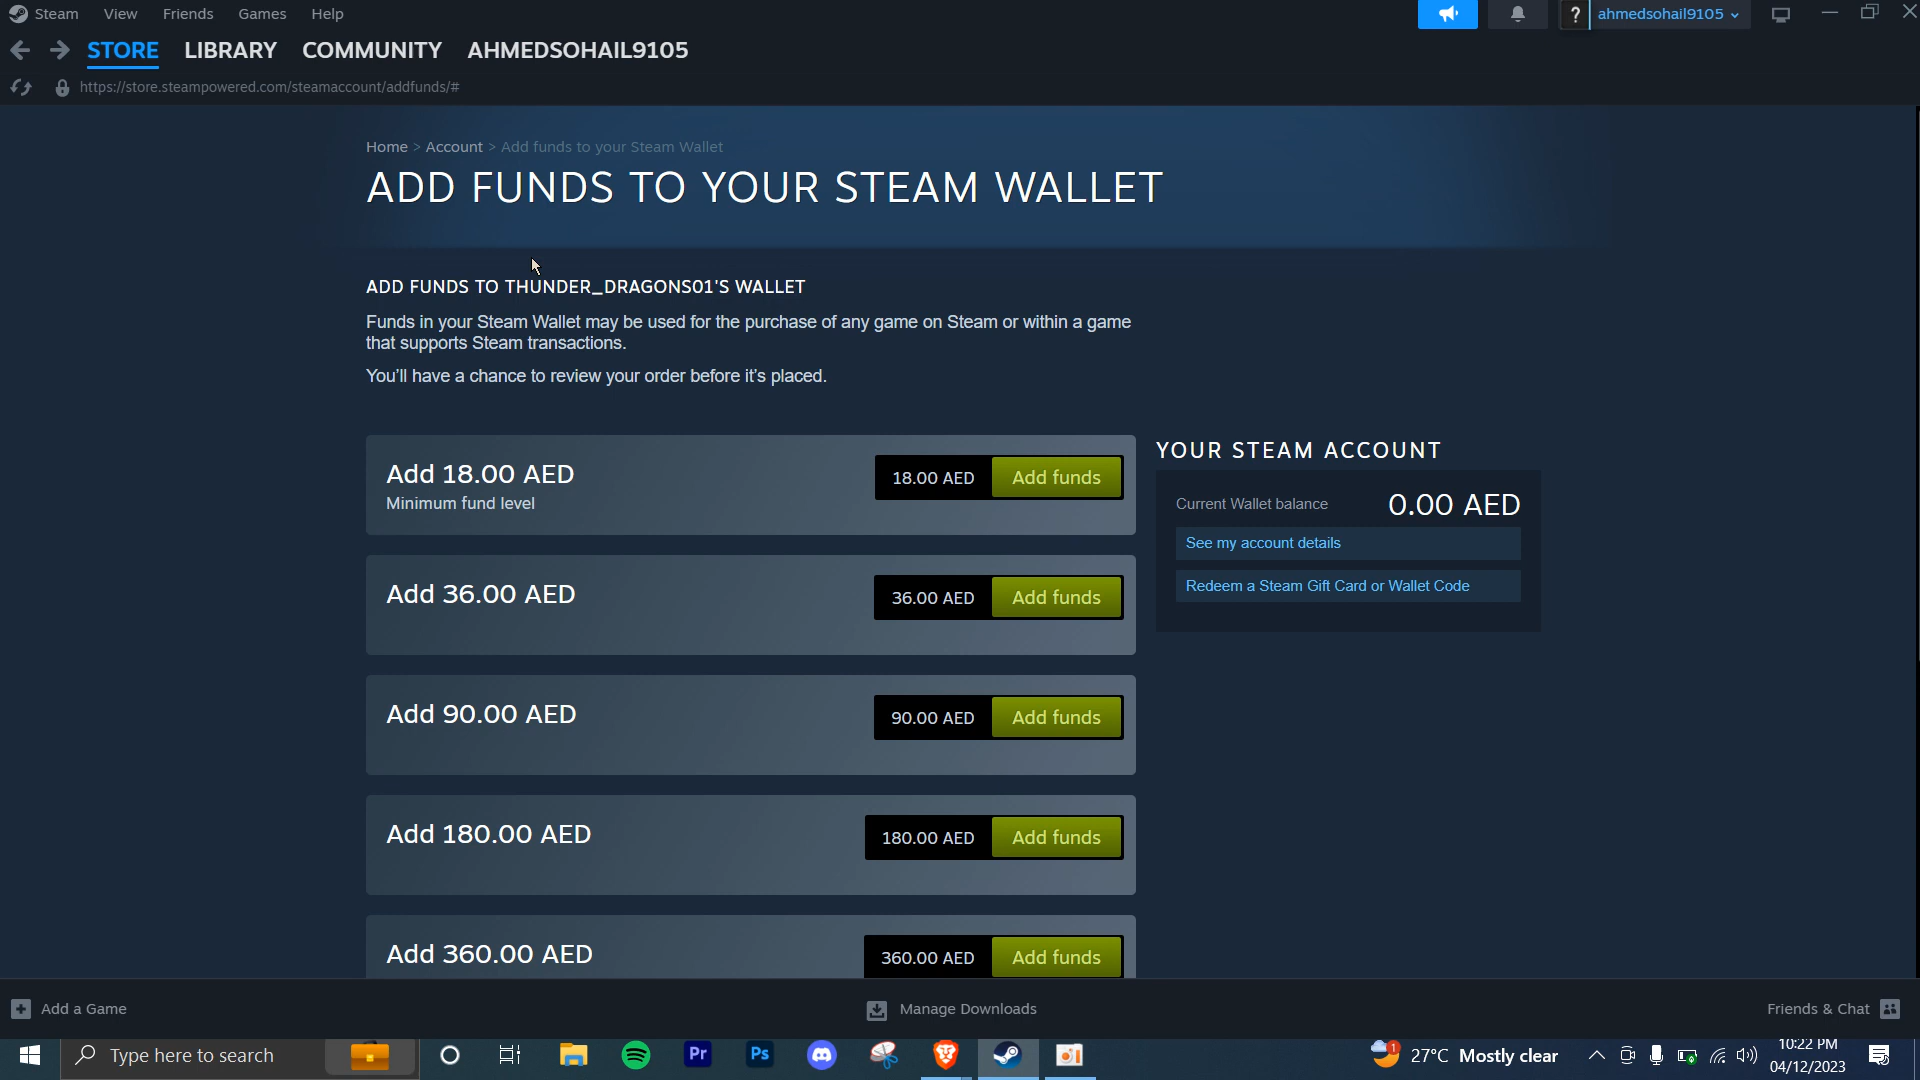 Steam View Friends Games Help
? ahmedsohail9105
STORE LIBRARY COMMUNITY AHMEDSOHAIL9105
https://store.steampowered.com/steamaccount/addfunds/#
Home > Account > Add funds to your Steam Wallet
ADD FUNDS TO YOUR STEAM WALLET
ADD FUNDS TO THUNDER_DRAGONS01'S WALLET
Funds in your Steam Wallet may be used for the purchase of any game on Steam or within a game
that supports Steam transactions.
You'll have a chance to review your order before it's placed.
Add 18.00 AED
Minimum fund level
18.00 AED Add funds
Add 36.00 AED
36.00 AED Add funds
Add 90.00 AED
90.00 AED Add funds
Add 180.00 AED
180.00 AED Add funds
Add 360.00 AED
360.00 AED Add funds
YOUR STEAM ACCOUNT
Current Wallet balance 0.00 AED
See my account details
Redeem a Steam Gift Card or Wallet Code
Add a Game
Manage Downloads
Friends & Chat
Type here to search
Pr
Ps
1
27°C Mostly clear
10:22 PM
04/12/2023